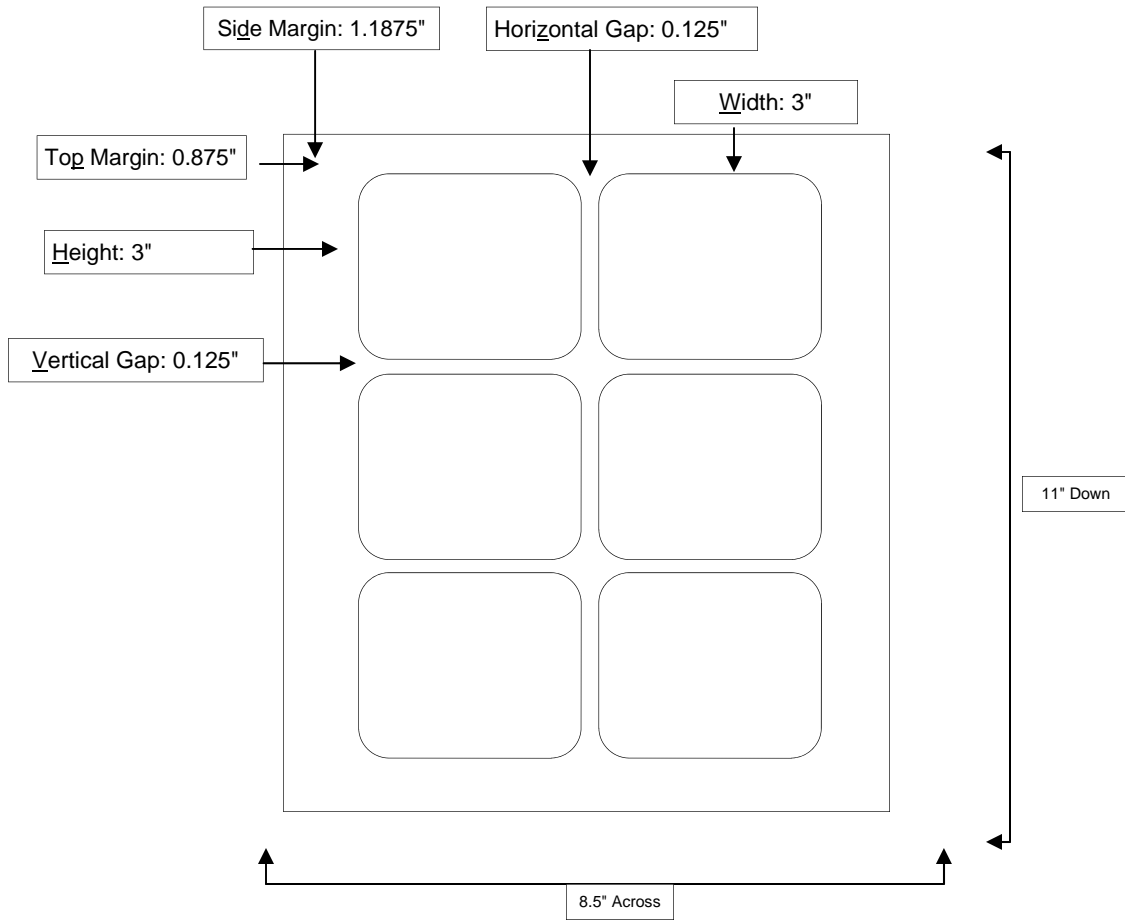 Side Margin: 1.1875"
Horizontal Gap: 0.125"
Width: 3"
Top Margin: 0.875"
Height: 3"
Vertical Gap: 0.125"
11" Down
8.5" Across